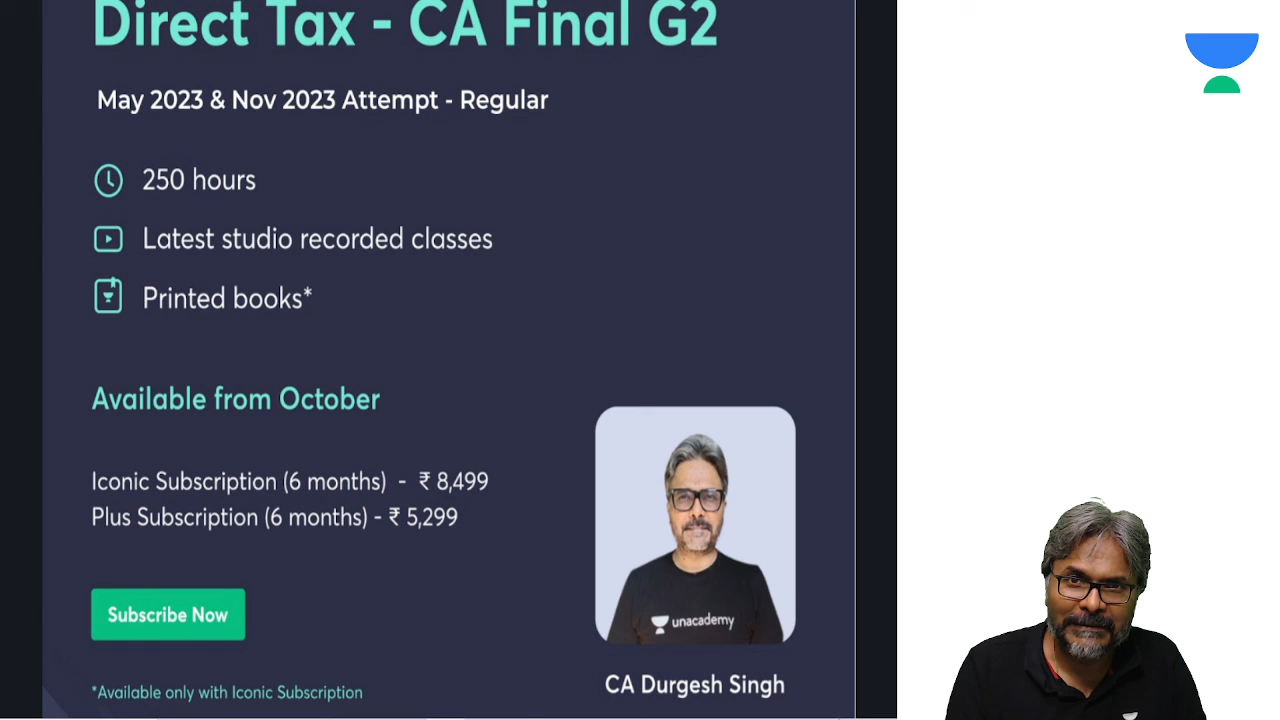 Direct Tax - CA Final G2
May 2023 & Nov 2023 Attempt - Regular
250 hours
Latest studio recorded classes
Printed books*
Available from October
Iconic Subscription (6 months) - ₹ 8,499
Plus Subscription (6 months) - ₹ 5,299
unacademy
Subscribe Now
CA Durgesh Singh
*Available only with Iconic Subscription